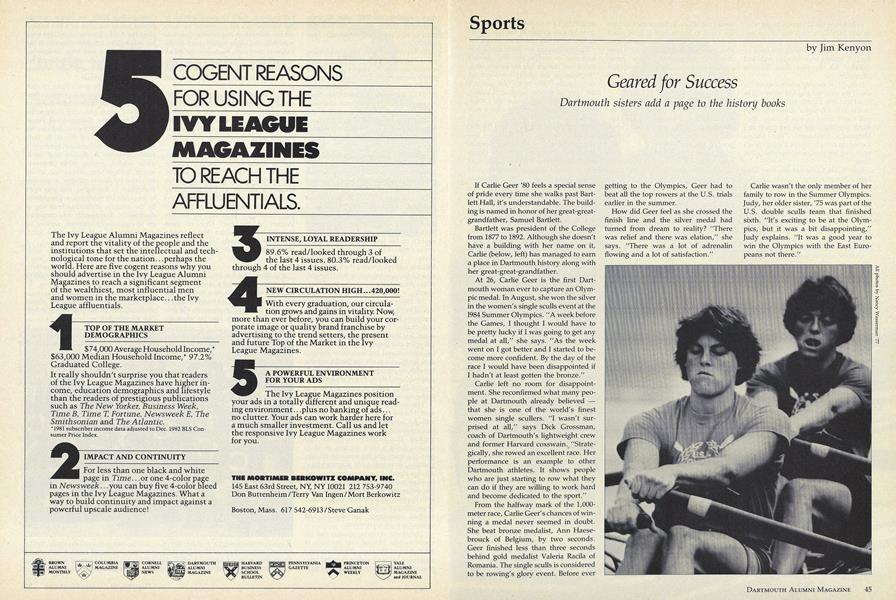 5
COGENT REASONS
FOR USING THE
IVY LEAGUE
MAGAZINES
TO REACH THE
AFFLUENTIALS.
The Ivy League Alumni Magazines reflect
and report the vitality of the people and the
institutions that set the intellectual and tech-
nological tone for the nation...perhaps the
world. Here are five cogent reasons why you
should advertise in the Ivy League Alumni
Magazines to reach a significant segment
of the wealthiest, most influential men
and women in the marketplace...the Ivy
League affluentials.
1
TOP OF THE MARKET
DEMOGRAPHICS
$74,000 Average Household Income,*
$63,000 Median Household Income,* 97.2%
Graduated College.
It really shouldn't surprise you that readers
of the Ivy League Magazines have higher in-
come, education demographics and lifestyle
than the readers of prestigious publications
such as The New Yorker, Business Week,
Time B, Time T, Fortune, Newsweek E, The
Smithsonian and The Atlantic.
*1981 subscriber income data adjusted to Dec. 1982 BLS Con-
sumer Price Index.
2
IMPACT AND CONTINUITY
For less than one black and white
page in Time...or one 4-color page
in Newsweek...you can buy five 4-color bleed
pages in the Ivy League Magazines. What a
way to build continuity and impact against a
powerful upscale audience!
3
INTENSE, LOYAL READERSHIP
89.6% read/looked through 3 of
the last 4 issues. 80.3% read/looked
through 4 of the last 4 issues.
4
NEW CIRCULATION HIGH...420,000!
With every graduation, our circula-
tion grows and gains in vitality. Now,
more than ever before, you can build your cor-
porate image or quality brand franchise by
advertising to the trend setters, the present
and future Top of the Market in the Ivy
League Magazines.
5
A POWERFUL ENVIRONMENT
FOR YOUR ADS
The Ivy League Magazines position
your ads in a totally different and unique read-
ing environment...plus no banking of ads...
no clutter. Your ads can work harder here for
a much smaller investment. Call us and let
the responsive Ivy League Magazines work
for you.
THE MORTIMER BERKOWITZ COMPANY, INC.
145 East 63rd Street, NY, NY 10021 212 753-9740
Don Buttenheim/Terry Van Ingen/Mort Berkowitz
Boston, Mass. 617 542-6913/Steve Ganak
BROWN
ALUMNI
MONTHLY
COLUMBIA
MAGAZINE
CORNELL
ALUMNI
NEWS
DARTMOUTH
ALUMNI
MAGAZINE
HARVARD
BUSINESS
SCHOOL
BULLETIN
PENNSYLVANIA
GAZETTE
PRINCETON
ALUMNI
WEEKLY
YALE
ALUMNI
MAGAZINE
and JOURNAL
Sports
by Jim Kenyon
Geared for Success
Dartmouth sisters add a page to the history books
If Carlie Geer '80 feels a special sense
of pride every time she walks past Bart-
lett Hall, it's understandable. The build-
ing is named in honor of her great-great-
grandfather, Samuel Bartlett.
Bartlett was president of the College
from 1877 to 1892. Although she doesn't
have a building with her name on it,
Carlie (below, left) has managed to earn
a place in Dartmouth history along with
her great-great-grandfather.
At 26, Carlie Geer is the first Dart-
mouth woman ever to capture an Olym-
pic medal. In August, she won the silver
in the women's single sculls event at the
1984 Summer Olympics. "A week before
the Games, I thought I would have to
be pretty lucky if I was going to get any
medal at all," she says. "As the week
went on I got better and I started to be-
come more confident. By the day of the
race I would have been disappointed if
I hadn't at least gotten the bronze."
Carlie left no room for disappoint-
ment. She reconfirmed what many peo-
ple at Dartmouth already believed —
that she is one of the world's finest
women single scullers. "I wasn't sur-
prised at all," says Dick Grossman,
coach of Dartmouth's lightweight crew
and former Harvard coxswain. "Strate-
gically, she rowed an excellent race. Her
performance is an example to other
Dartmouth athletes. It shows people
who are just starting to row what they
can do if they are willing to work hard
and become dedicated to the sport."
From the halfway mark of the 1,000-
meter race, Carlie Geer's chances of win-
ning a medal never seemed in doubt.
She beat bronze medalist, Ann Haese-
brouck of Belgium, by two seconds.
Geer finished less than three seconds
behind gold medalist Valeria Racila of
Romania. The single sculls is considered
to be rowing's glory event. Before ever
getting to the Olympics, Geer had to
beat all the top rowers at the U.S. trials
earlier in the summer.
How did Geer feel as she crossed the
finish line and the silver medal had
turned from dream to reality? "There
was relief and there was elation," she
says. "There was a lot of adrenalin
flowing and a lot of satisfaction."
Carlie wasn't the only member of her
family to row in the Summer Olympics.
Judy, her older sister, '75 was part of the
U.S. double sculls team that finished
sixth. "It's exciting to be at the Olym-
pics, but it was a bit disappointing,"
Judy explains. "It was a good year to
win the Olympics with the East Euro-
peans not there."
All photos by Nancy Wasserman '77
DARTMOUTH ALUMNI MAGAZINE 45